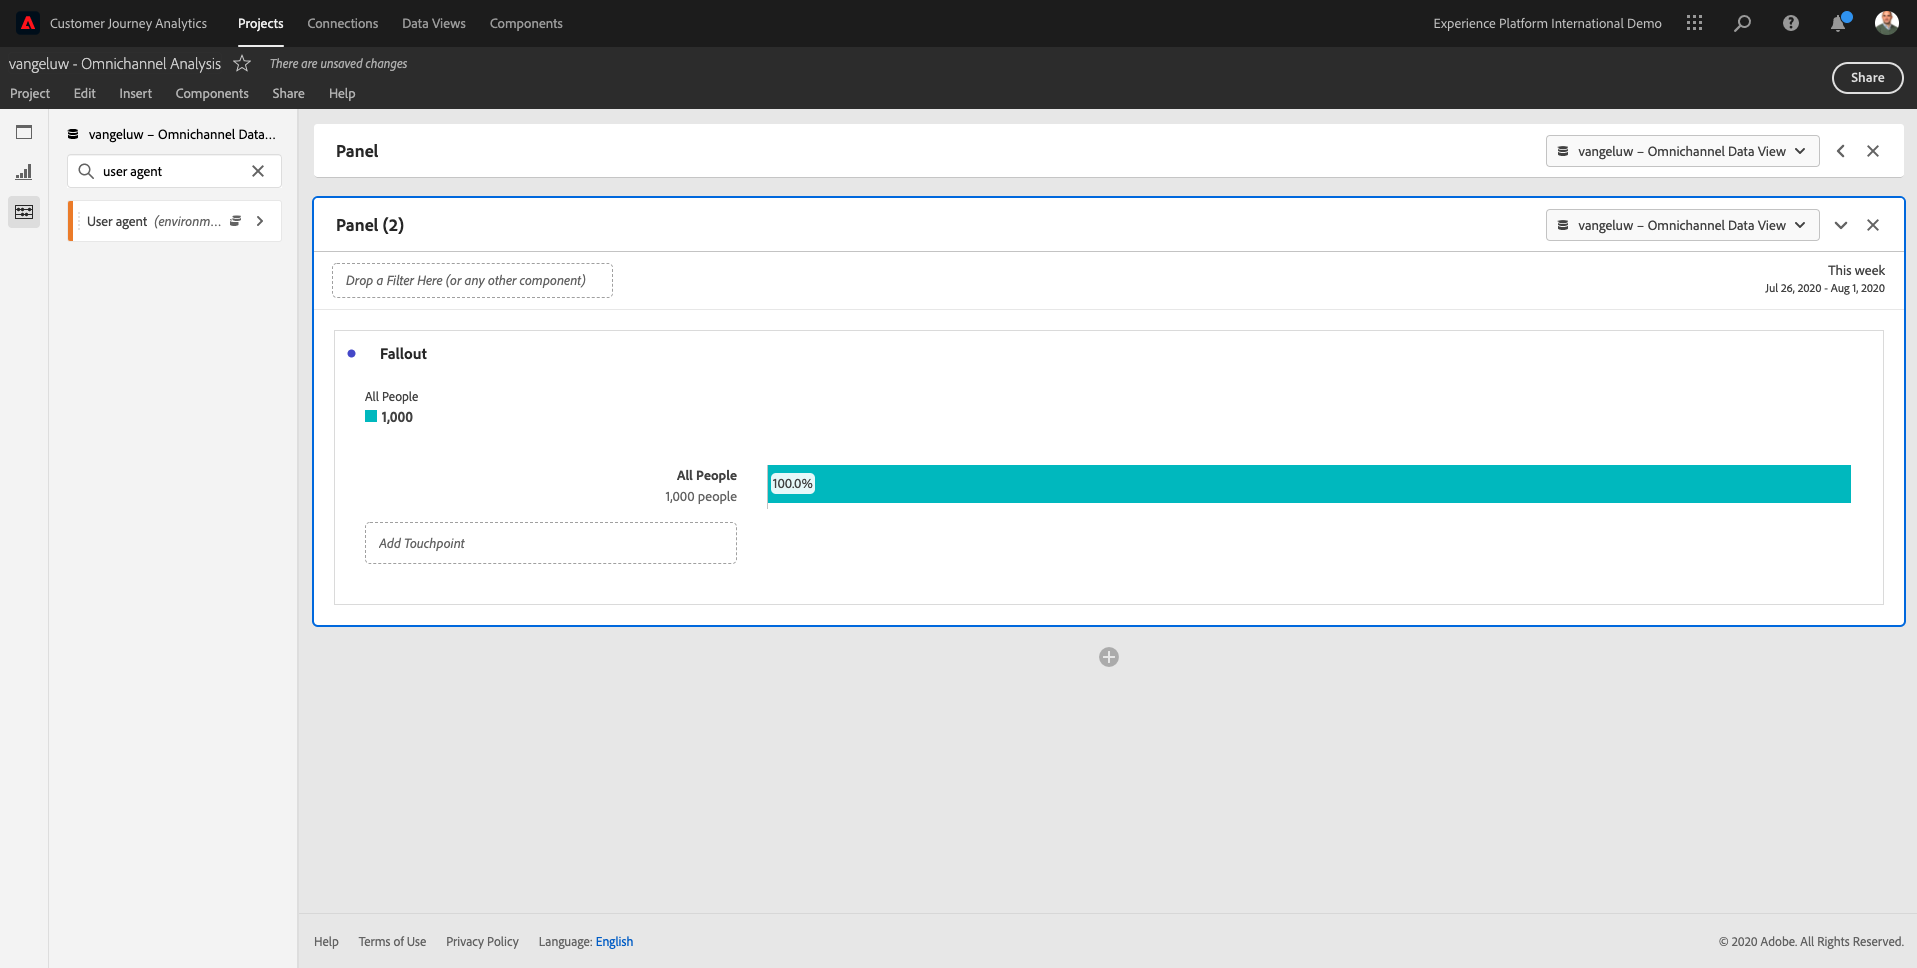 Customer Journey Analytics Projects Connections Data Views Components Experience Platform International Demo
vangeluw - Omnichannel Analysis There are unsaved changes
Share
Project Edit Insert Components Share Help
vangeluw – Omnichannel Data...
user agent
User agent (environm...
Panel vangeluw – Omnichannel Data View
Panel (2) vangeluw – Omnichannel Data View
Drop a Filter Here (or any other component)
This week
Jul 26, 2020 - Aug 1, 2020
Fallout
All People
1,000
All People
1,000 people
100.0%
Add Touchpoint
Help Terms of Use Privacy Policy Language: English © 2020 Adobe. All Rights Reserved.